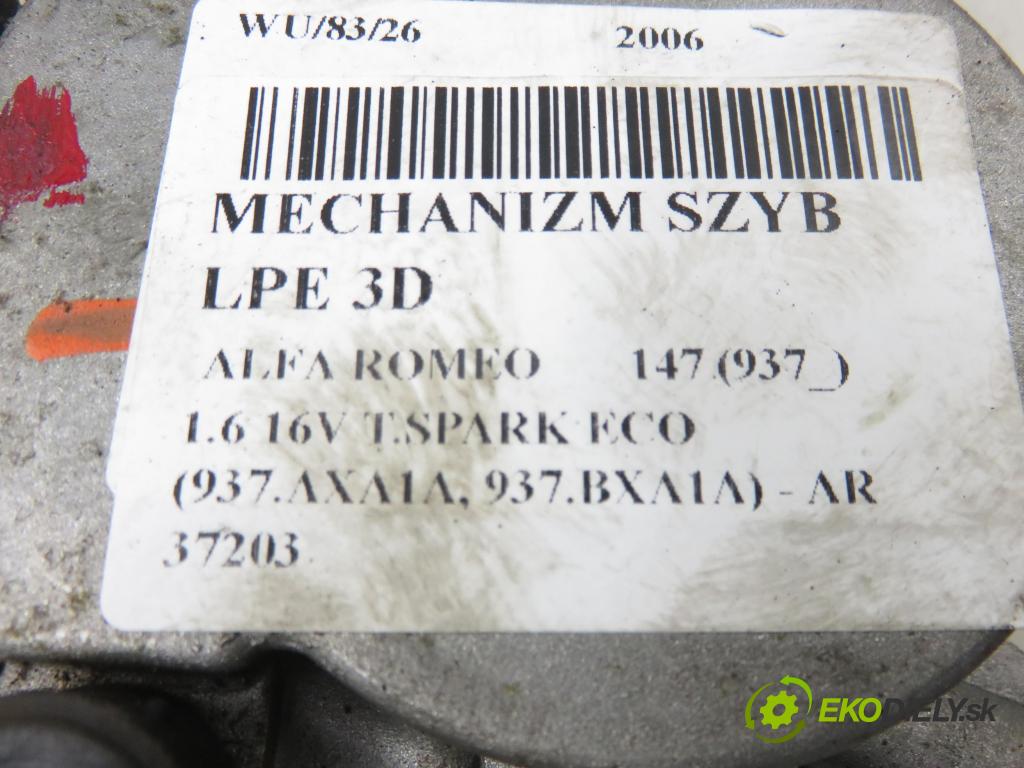 WU/83/26 2006
MECHANIZM SZYB
LPE 3D
ALFA ROMEO 147 (937_)
1.6 16V T.SPARK ECO
(937.AXA1A, 937.BXA1A) - AR
37203
EKODIELY.sk